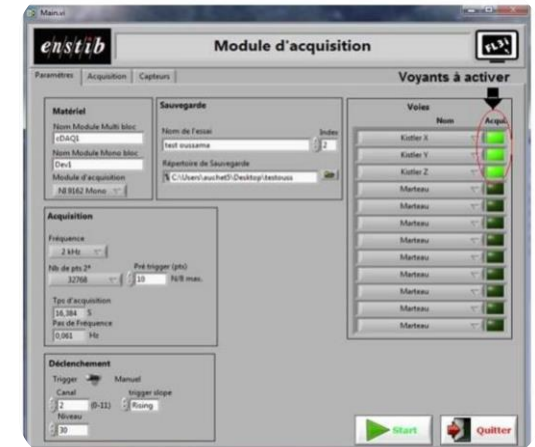 Main.vi
enstib
Module d'acquisition
FL31
Paramètres Acquisition Capteurs
Voyants à activer
Matériel
Nom Module Multi bloc
cDAQ1
Nom Module Mono bloc
Dev1
Module d'acquisition
NI 9162 Mono
Sauvegarde
Nom de l'essai
Index
test oussama
2
Répertoire de Sauvegarde
C:\Users\auchet5\Desktop\testouss
Voies
Nom
Acqui.
Kistler X
Kistler Y
Kistler Z
Marteau
Marteau
Marteau
Marteau
Marteau
Marteau
Marteau
Marteau
Marteau
Acquisition
Fréquence
2 kHz
Nb de pts 2^
Pré trigger (pts)
32768
10
N/8 max.
Tps d'acquisition
16,384 S
Pas de Fréquence
0,061 Hz
Déclenchement
Trigger Manuel
Canal
trigger slope
2 (0-11)
Rising
Niveau
30
Start
Quitter